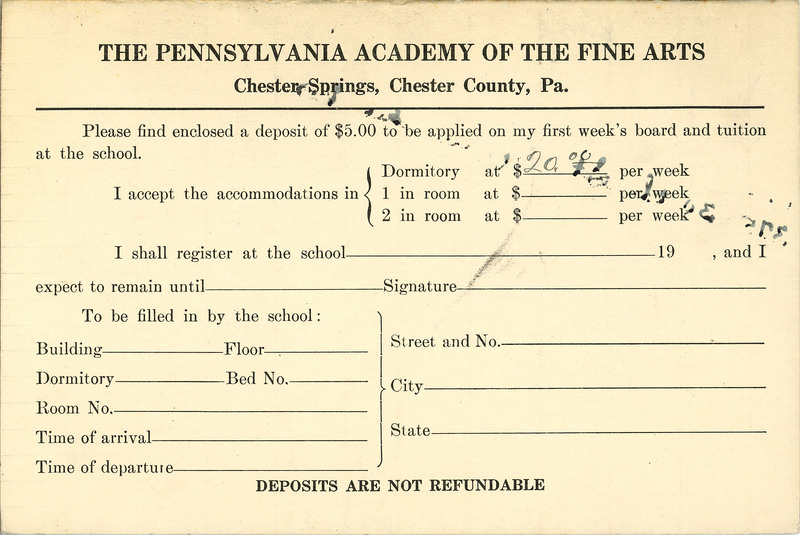 THE PENNSYLVANIA ACADEMY OF THE FINE ARTS
Chester Springs, Chester County, Pa.
Please find enclosed a deposit of $5.00 to be applied on my first week's board and tuition
at the school.
I accept the accommodations in
Dormitory at $20.00 per week
1 in room at $ per week
2 in room at $ per week
I shall register at the school 19 , and I
expect to remain until Signature
To be filled in by the school:
Building Floor
Dormitory Bed No.
Room No.
Time of arrival
Time of departure
Street and No.
City
State
DEPOSITS ARE NOT REFUNDABLE